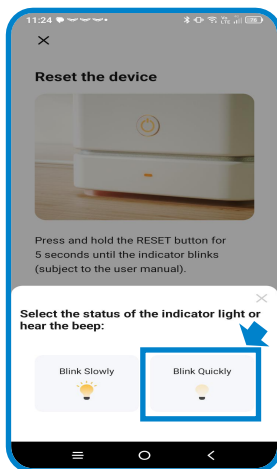 11:24
Reset the device
Press and hold the RESET button for
5 seconds until the indicator blinks
(subject to the user manual).
Select the status of the indicator light or
hear the beep:
Blink Slowly
Blink Quickly